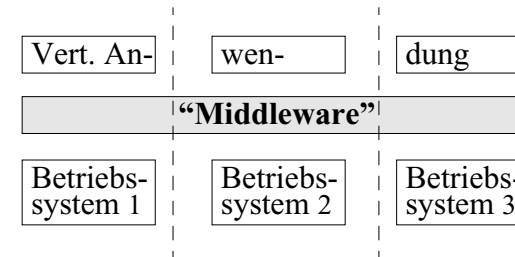 Vert. An- wen- dung
“Middleware”
Betriebs- Betriebs- Betriebs-
system 1 system 2 system 3